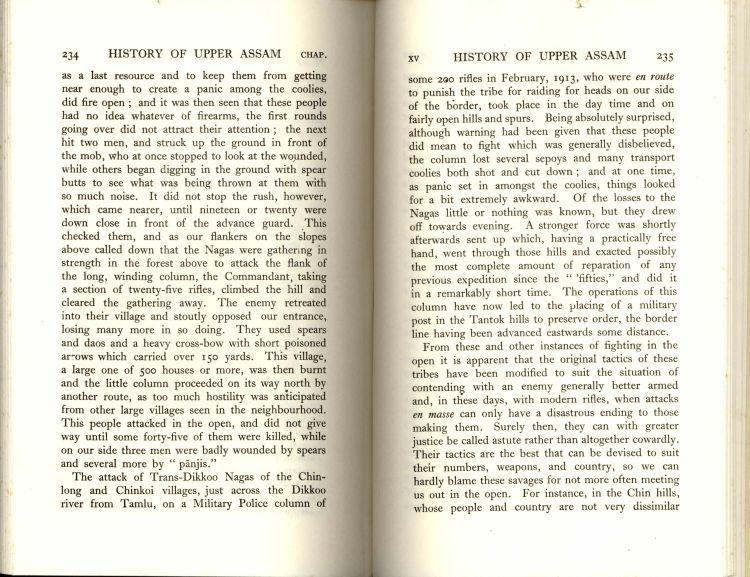 234 HISTORY OF UPPER ASSAM CHAP.
as a last resource and to keep them from getting
near enough to create a panic among the coolies,
did fire open ; and it was then seen that these people
had no idea whatever of firearms, the first rounds
going over did not attract their attention ; the next
hit two men, and struck up the ground in front of
the mob, who at once stopped to look at the wounded,
while others began digging in the ground with spear
butts to see what was being thrown at them with
so much noise. It did not stop the rush, however,
which came nearer, until nineteen or twenty were
down close in front of the advance guard. This
checked them, and as our flankers on the slopes
above called down that the Nagas were gathering in
strength in the forest above to attack the flank of
the long, winding column, the Commandant, taking
a section of twenty-five rifles, climbed the hill and
cleared the gathering away. The enemy retreated
into their village and stoutly opposed our entrance,
losing many more in so doing. They used spears
and daos and a heavy cross-bow with short poisoned
arrows which carried over 150 yards. This village,
a large one of 500 houses or more, was then burnt
and the little column proceeded on its way north by
another route, as too much hostility was anticipated
from other large villages seen in the neighbourhood.
This people attacked in the open, and did not give
way until some forty-five of them were killed, while
on our side three men were badly wounded by spears
and several more by " pānjis."
The attack of Trans-Dikkoo Nagas of the Chin-
long and Chinkoi villages, just across the Dikkoo
river from Tamlu, on a Military Police column of
xv HISTORY OF UPPER ASSAM 235
some 200 rifles in February, 1913, who were en route
to punish the tribe for raiding for heads on our side
of the border, took place in the day time and on
fairly open hills and spurs. Being absolutely surprised,
although warning had been given that these people
did mean to fight which was generally disbelieved,
the column lost several sepoys and many transport
coolies both shot and cut down ; and at one time,
as panic set in amongst the coolies, things looked
for a bit extremely awkward. Of the losses to the
Nagas little or nothing was known, but they drew
off towards evening. A stronger force was shortly
afterwards sent up which, having a practically free
hand, went through those hills and exacted possibly
the most complete amount of reparation of any
previous expedition since the " 'fifties," and did it
in a remarkably short time. The operations of this
column have now led to the placing of a military
post in the Tantok hills to preserve order, the border
line having been advanced eastwards some distance.
From these and other instances of fighting in the
open it is apparent that the original tactics of these
tribes have been modified to suit the situation of
contending with an enemy generally better armed
and, in these days, with modern rifles, when attacks
en masse can only have a disastrous ending to those
making them. Surely then, they can with greater
justice be called astute rather than altogether cowardly.
Their tactics are the best that can be devised to suit
their numbers, weapons, and country, so we can
hardly blame these savages for not more often meeting
us out in the open. For instance, in the Chin hills,
whose people and country are not very dissimilar